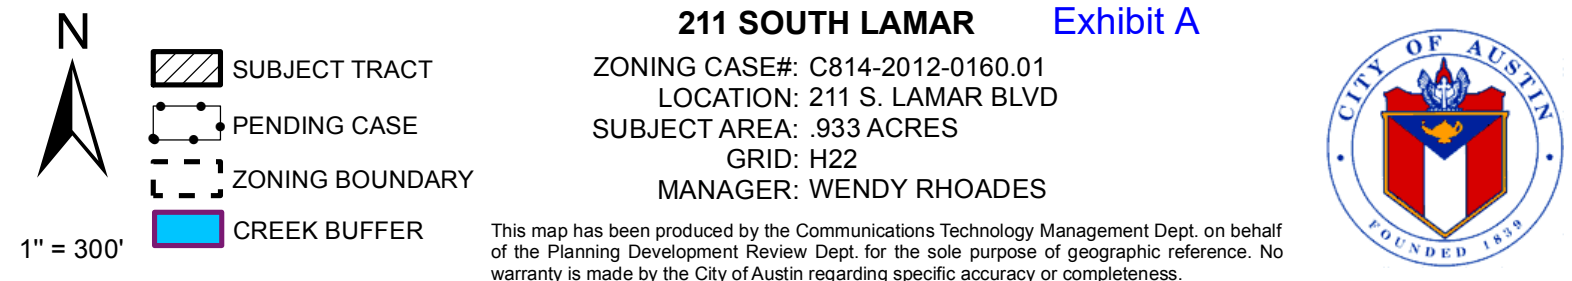 N
1" = 300'
SUBJECT TRACT
PENDING CASE
ZONING BOUNDARY
CREEK BUFFER
211 SOUTH LAMAR
Exhibit A
ZONING CASE#: C814-2012-0160.01
LOCATION: 211 S. LAMAR BLVD
SUBJECT AREA: .933 ACRES
GRID: H22
MANAGER: WENDY RHOADES
This map has been produced by the Communications Technology Management Dept. on behalf
of the Planning Development Review Dept. for the sole purpose of geographic reference. No
warranty is made by the City of Austin regarding specific accuracy or completeness.
CITY OF AUSTIN
FOUNDED 1839